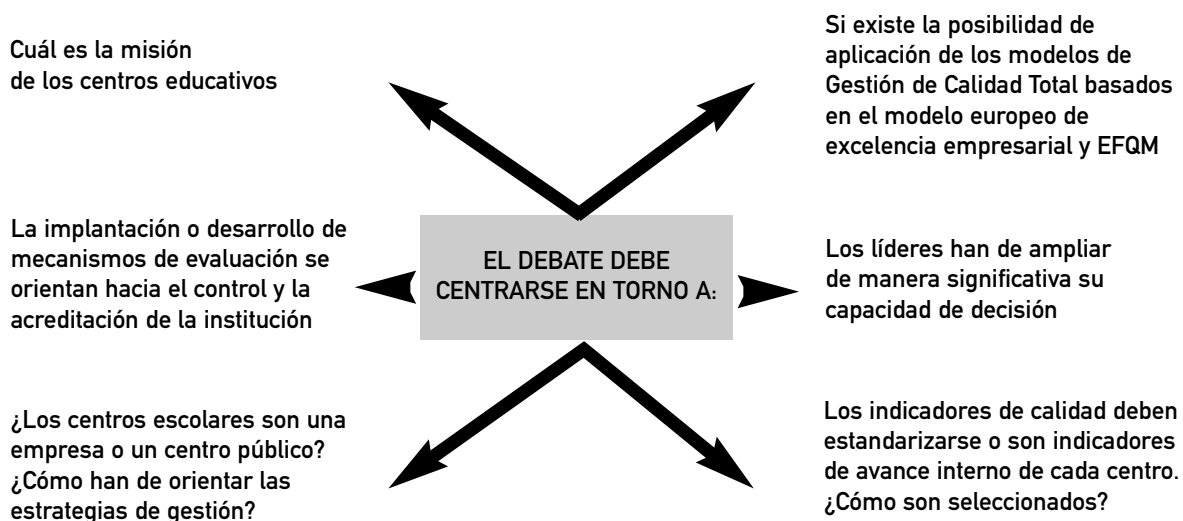 Cuál es la misión
de los centros educativos
Si existe la posibilidad de
aplicación de los modelos de
Gestión de Calidad Total basados
en el modelo europeo de
excelencia empresarial y EFQM
La implantación o desarrollo de
mecanismos de evaluación se
orientan hacia el control y la
acreditación de la institución
EL DEBATE DEBE
CENTRARSE EN TORNO A:
Los líderes han de ampliar
de manera significativa su
capacidad de decisión
¿Los centros escolares son una
empresa o un centro público?
¿Cómo han de orientar las
estrategias de gestión?
Los indicadores de calidad deben
estandarizarse o son indicadores
de avance interno de cada centro.
¿Cómo son seleccionados?